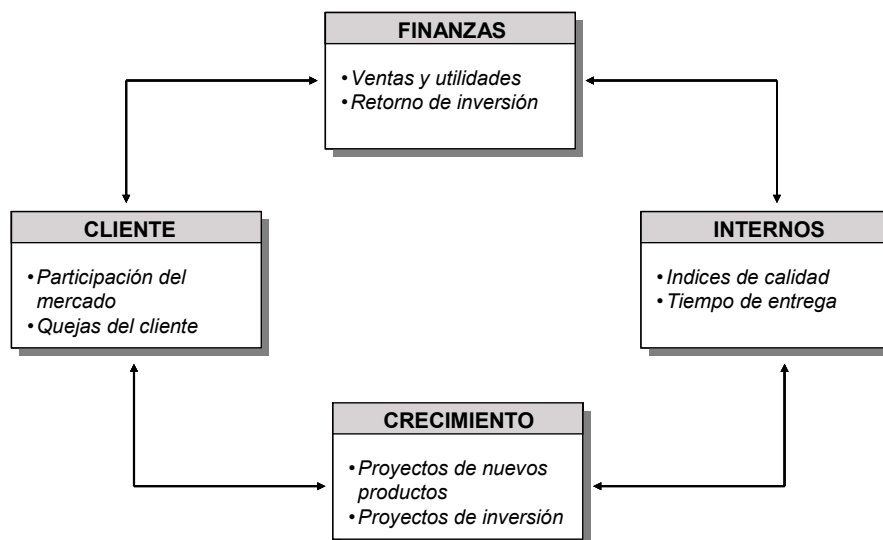 FINANZAS
• Ventas y utilidades
• Retorno de inversión
CLIENTE
• Participación del
mercado
• Quejas del cliente
INTERNOS
• Indices de calidad
• Tiempo de entrega
CRECIMIENTO
• Proyectos de nuevos
productos
• Proyectos de inversión